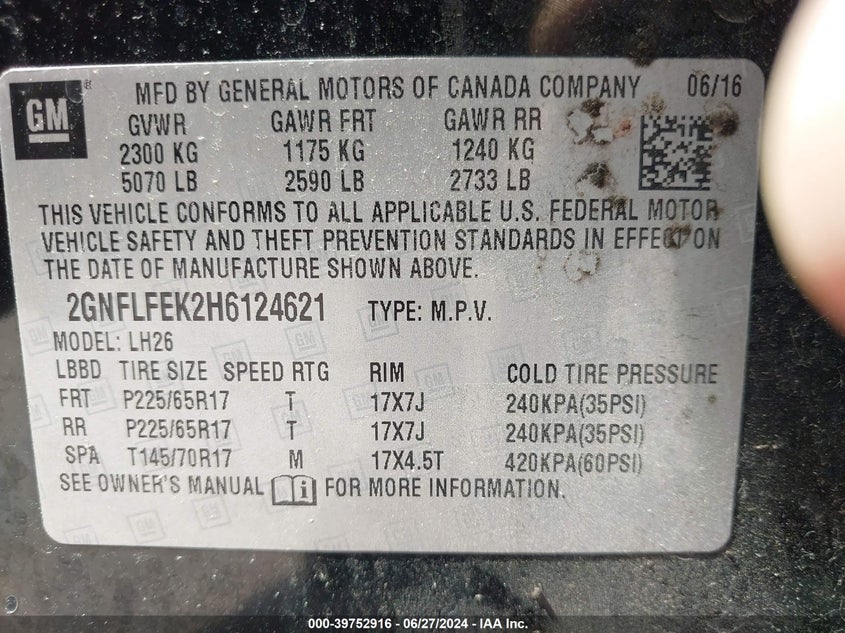 GM
MFD BY GENERAL MOTORS OF CANADA COMPANY 06/16
GVWR GAWR FRT GAWR RR
2300 KG 1175 KG 1240 KG
5070 LB 2590 LB 2733 LB
THIS VEHICLE CONFORMS TO ALL APPLICABLE U.S. FEDERAL MOTOR
VEHICLE SAFETY AND THEFT PREVENTION STANDARDS IN EFFECT ON
THE DATE OF MANUFACTURE SHOWN ABOVE.
2GNFLFEK2H6124621 TYPE: M.P.V.
MODEL: LH26
LBBD TIRE SIZE SPEED RTG RIM COLD TIRE PRESSURE
FRT P225/65R17 T 17X7J 240KPA(35PSI)
RR P225/65R17 T 17X7J 240KPA(35PSI)
SPA T145/70R17 M 17X4.5T 420KPA(60PSI)
SEE OWNER'S MANUAL i FOR MORE INFORMATION.
000-39752916 - 06/27/2024 - IAA Inc.